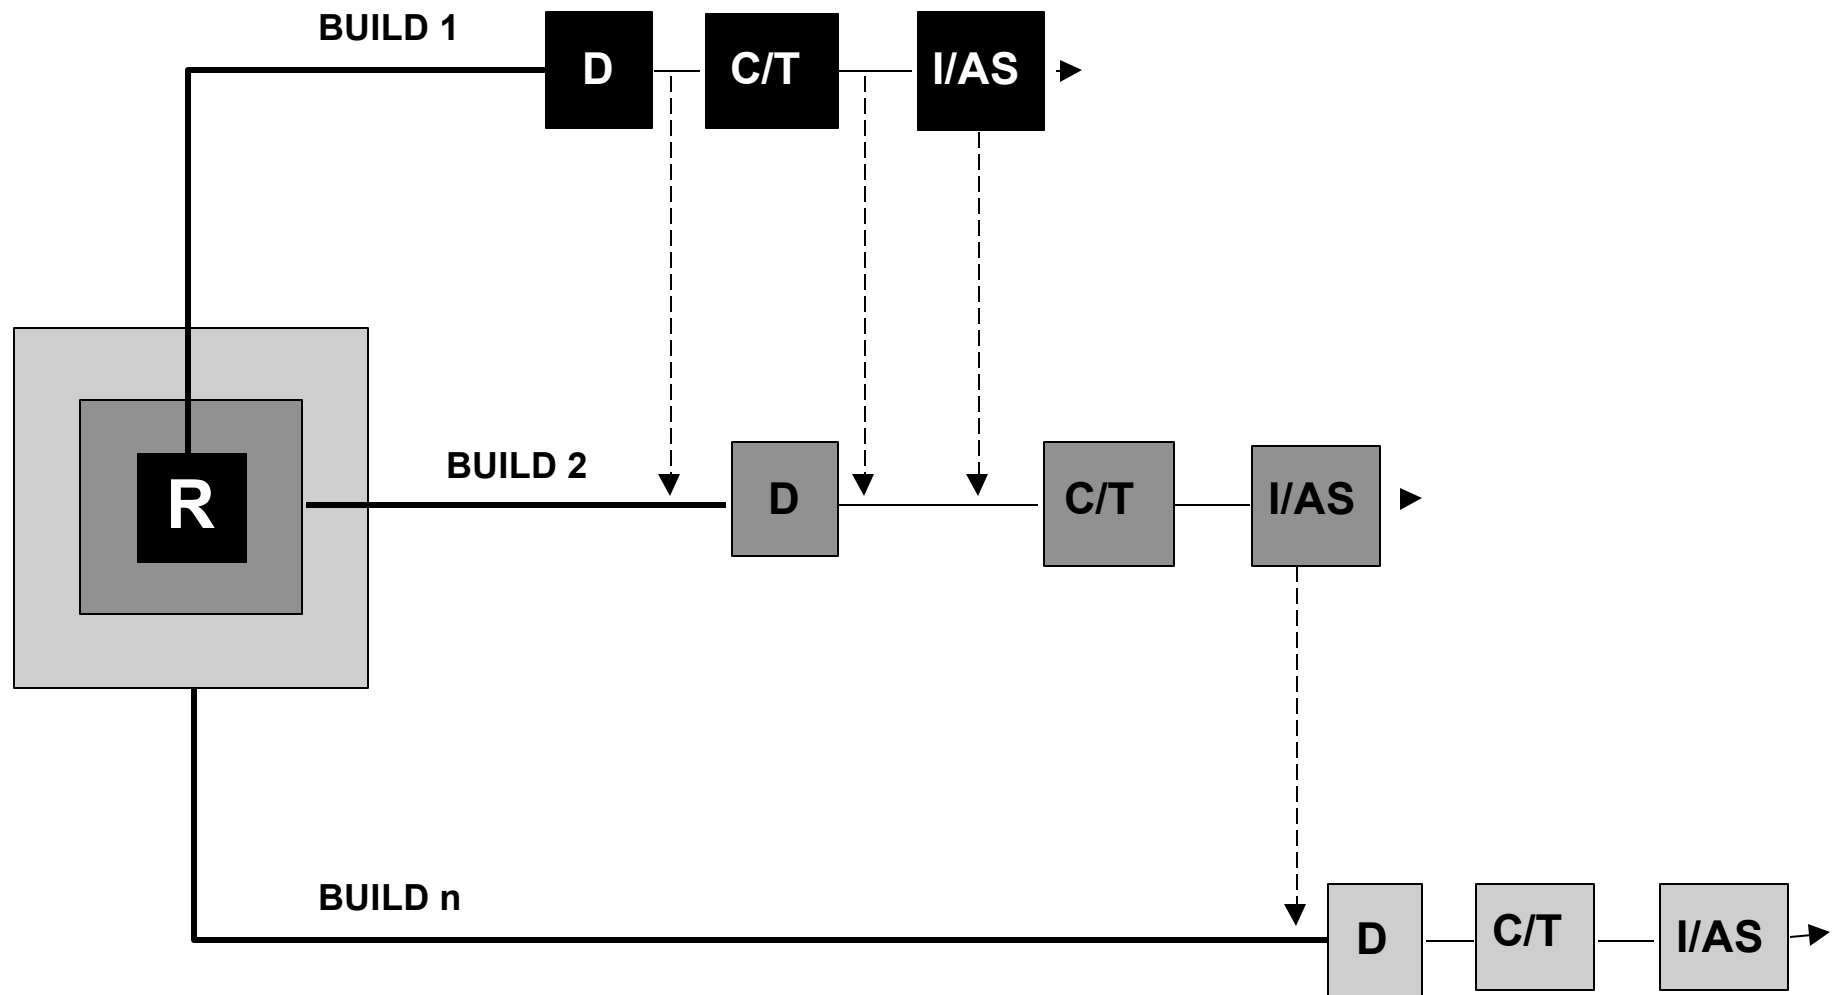 BUILD 1
D
C/T
I/AS
R
BUILD 2
D
C/T
I/AS
BUILD n
D
C/T
I/AS